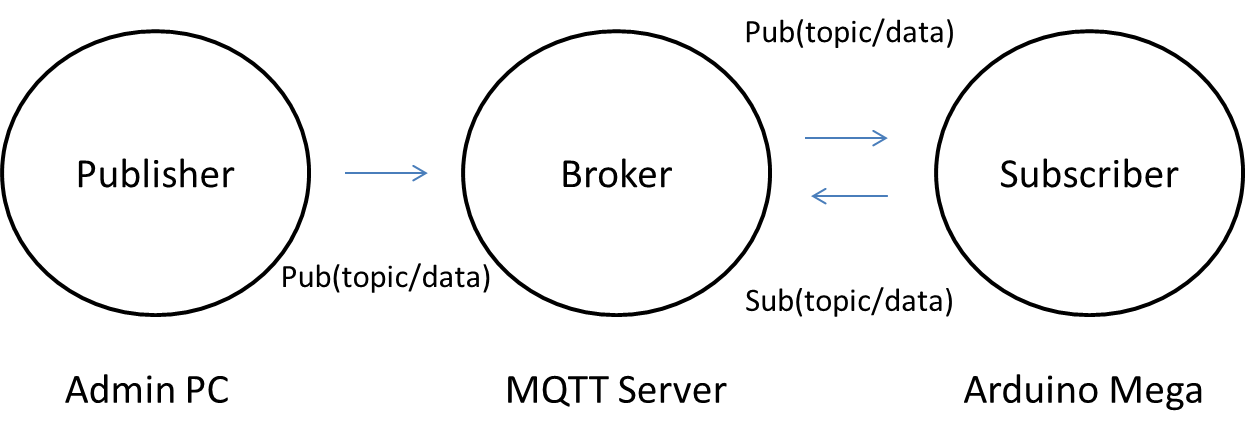 Pub(topic/data)
Publisher
Broker
Subscriber
Pub(topic/data)
Sub(topic/data)
Admin PC
MQTT Server
Arduino Mega